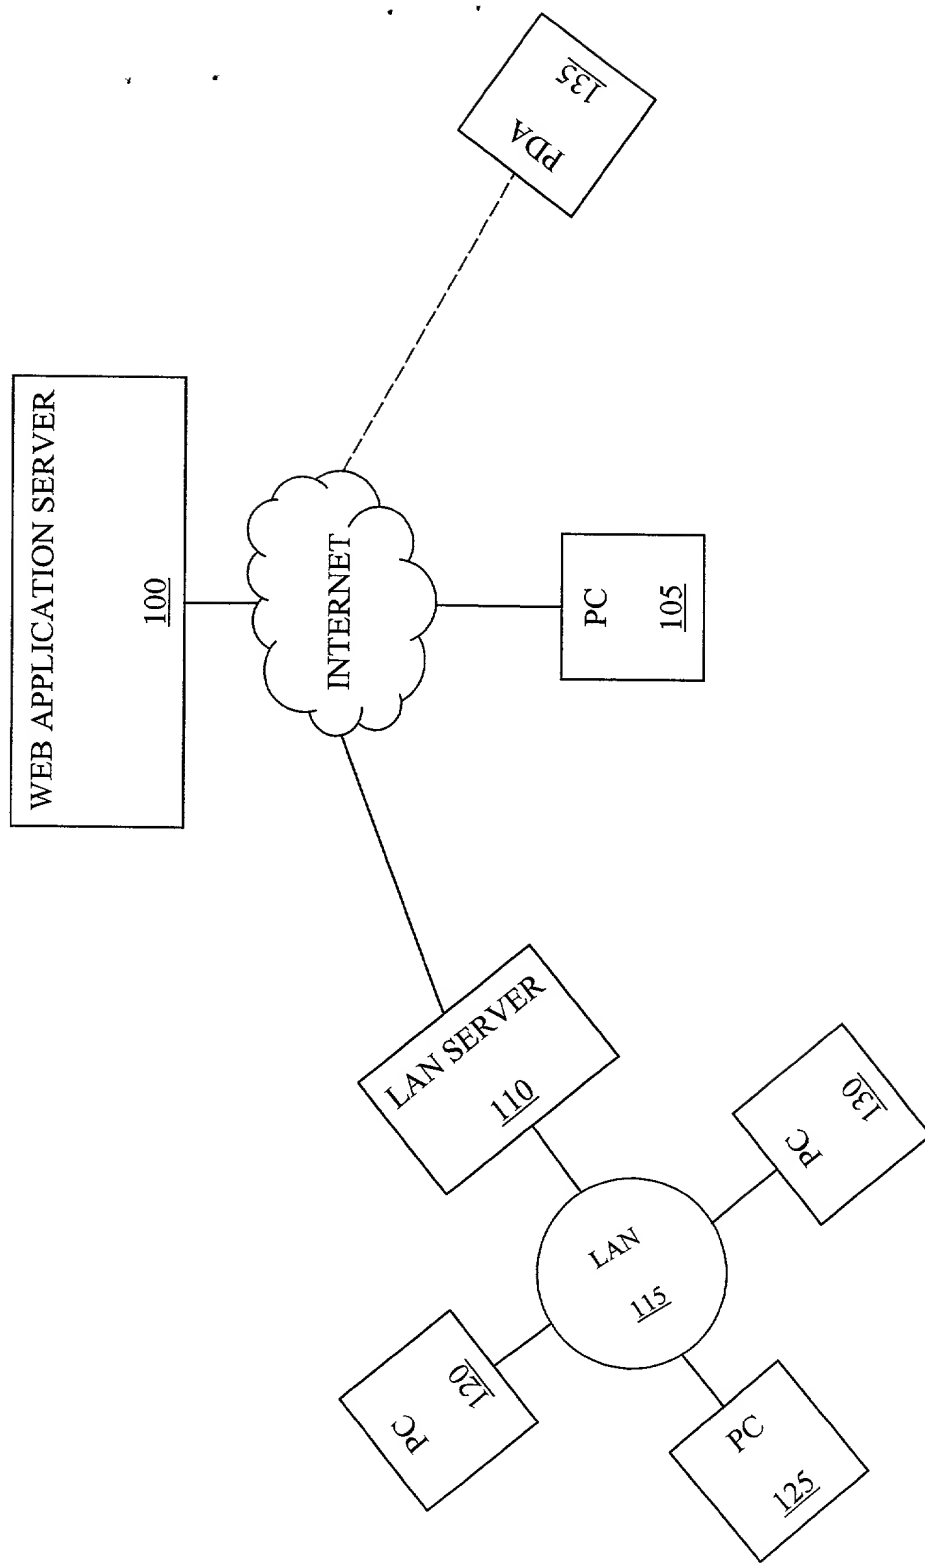 WEB APPLICATION SERVER
100
INTERNET
PDA
135
PC
105
LAN SERVER
110
LAN
115
PC
120
PC
125
PC
130